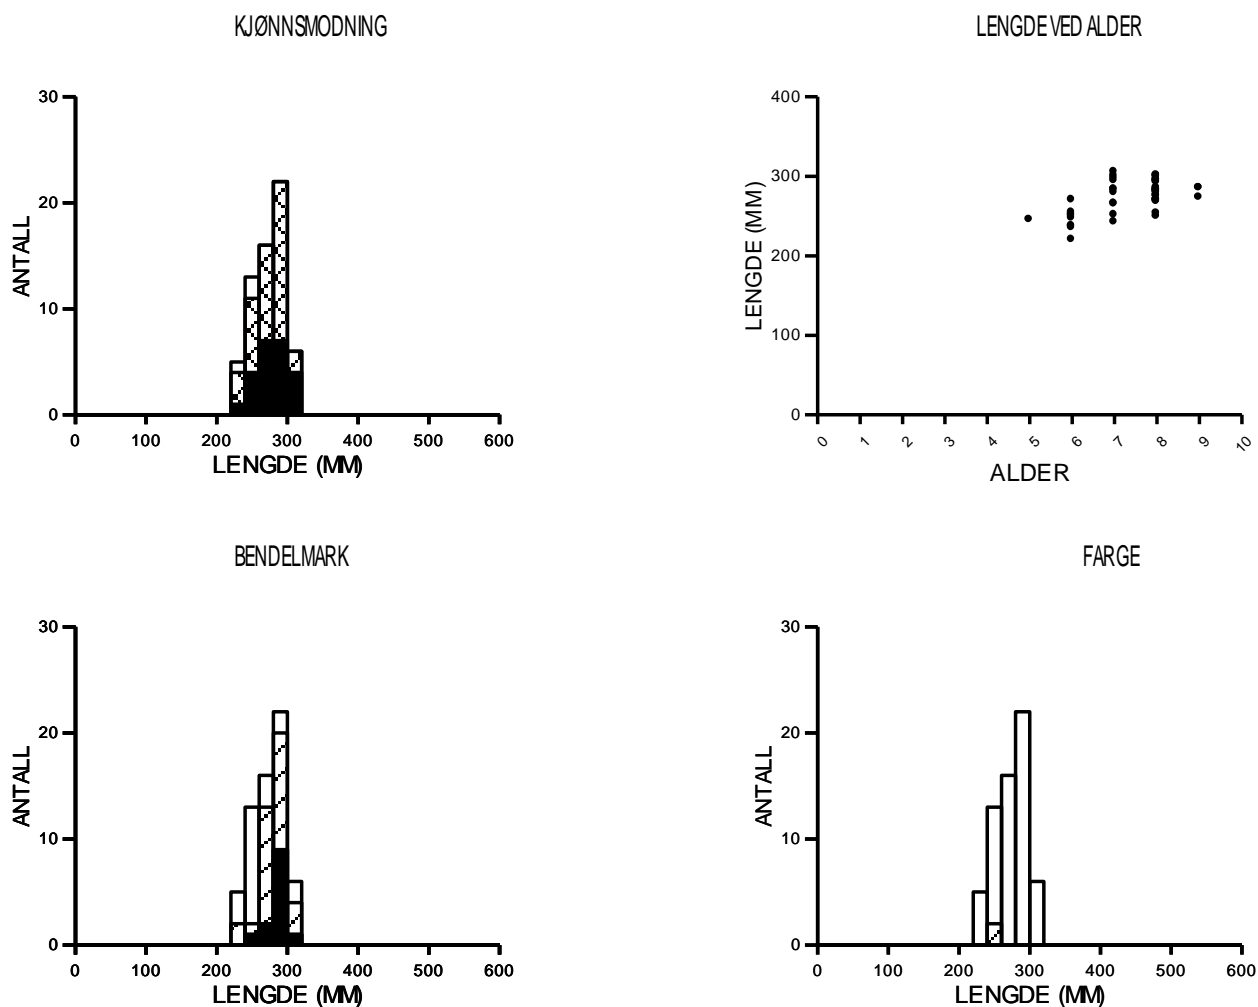 KJØNNSMODNING
30
20
10
0
ANTALL
0 100 200 300 400 500 600
LENGDE (MM)
LENGDE VED ALDER
400
300
200
100
0
LENGDE (MM)
0 1 2 3 4 5 6 7 8 9 10
ALDER
BENDELMARK
30
20
10
0
ANTALL
0 100 200 300 400 500 600
LENGDE (MM)
FARGE
30
20
10
0
ANTALL
0 100 200 300 400 500 600
LENGDE (MM)